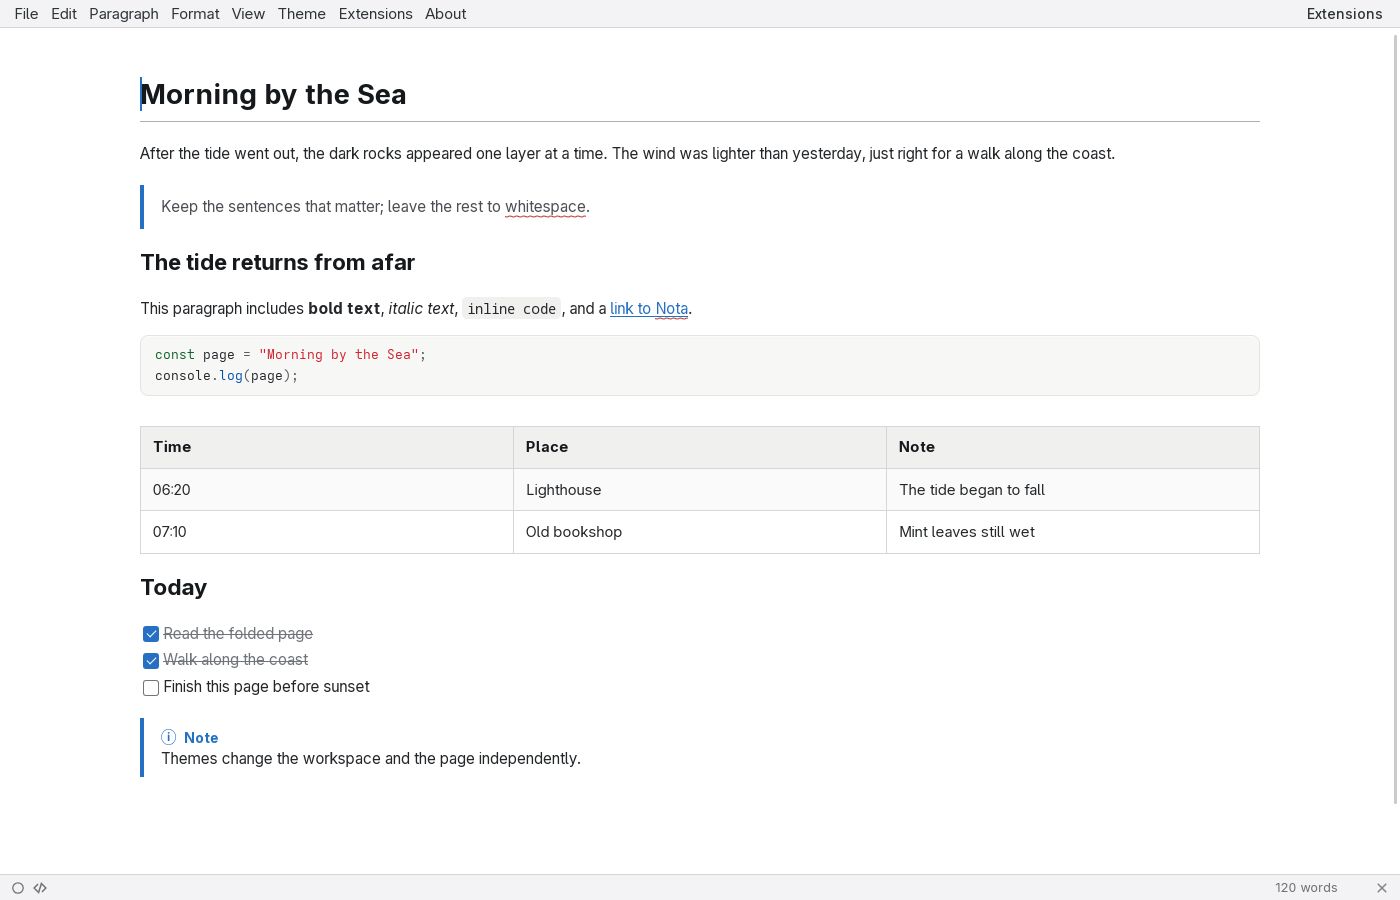 File Edit Paragraph Format View Theme Extensions About Extensions
Morning by the Sea
After the tide went out, the dark rocks appeared one layer at a time. The wind was lighter than yesterday, just right for a walk along the coast.
Keep the sentences that matter; leave the rest to whitespace.
The tide returns from afar
This paragraph includes bold text, italic text, inline code, and a link to Nota.
const page = "Morning by the Sea";
console.log(page);
Time Place Note
06:20 Lighthouse The tide began to fall
07:10 Old bookshop Mint leaves still wet
Today
Read the folded page
Walk along the coast
Finish this page before sunset
Note
Themes change the workspace and the page independently.
120 words